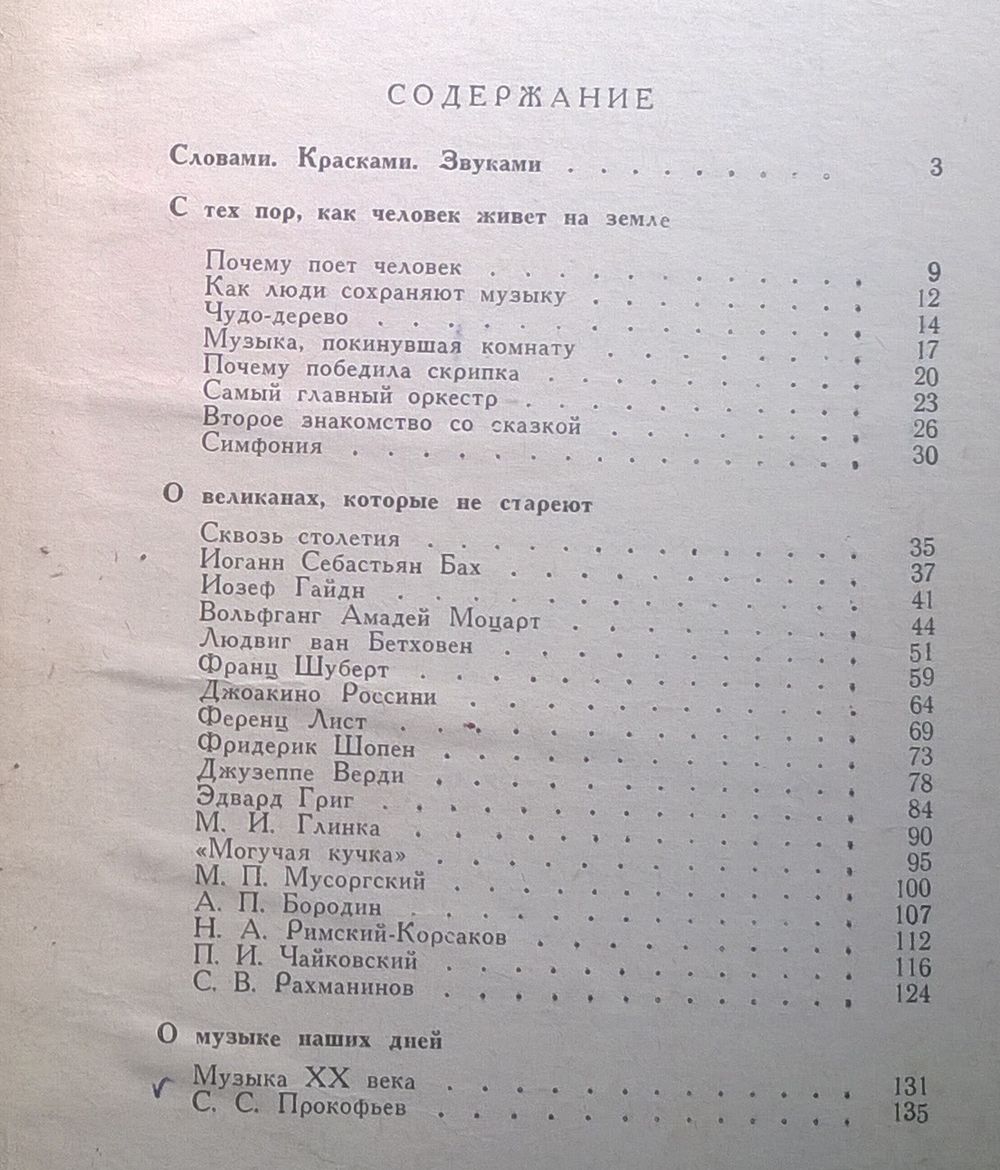 СОДЕРЖАНИЕ
Словами. Красками. Звуками . . . . . . . . . 3
С тех пор, как человек живет на земле
Почему поет человек . . . . . . . . . . . . 9
Как люди сохраняют музыку . . . . . . . . . 12
Чудо-дерево . . . . . . . . . . . . . . 14
Музыка, покинувшая комнату . . . . . . . . 17
Почему победила скрипка . . . . . . . . . . 20
Самый главный оркестр . . . . . . . . . . 23
Второе знакомство со сказкой . . . . . . . . 26
Симфония . . . . . . . . . . . . . . . 30
О великанах, которые не стареют
Сквозь столетия . . . . . . . . . . . . . 35
Иоганн Себастьян Бах . . . . . . . . . . . 37
Иозеф Гайдн . . . . . . . . . . . . . . 41
Вольфганг Амадей Моцарт . . . . . . . . . 44
Людвиг ван Бетховен . . . . . . . . . . . 51
Франц Шуберт . . . . . . . . . . . . . 59
Джоакино Россини . . . . . . . . . . . . 64
Ференц Лист . . . . . . . . . . . . . . 69
Фридерик Шопен . . . . . . . . . . . . . 73
Джузеппе Верди . . . . . . . . . . . . . 78
Эдвард Григ . . . . . . . . . . . . . . 84
М. И. Глинка . . . . . . . . . . . . . 90
«Могучая кучка» . . . . . . . . . . . . . 95
М. П. Мусоргский . . . . . . . . . . . . 100
А. П. Бородин . . . . . . . . . . . . . 107
Н. А. Римский-Корсаков . . . . . . . . . . 112
П. И. Чайковский . . . . . . . . . . . . 116
С. В. Рахманинов . . . . . . . . . . . . 124
О музыке наших дней
Музыка XX века . . . . . . . . . . . . 131
С. С. Прокофьев . . . . . . . . . . . . 135